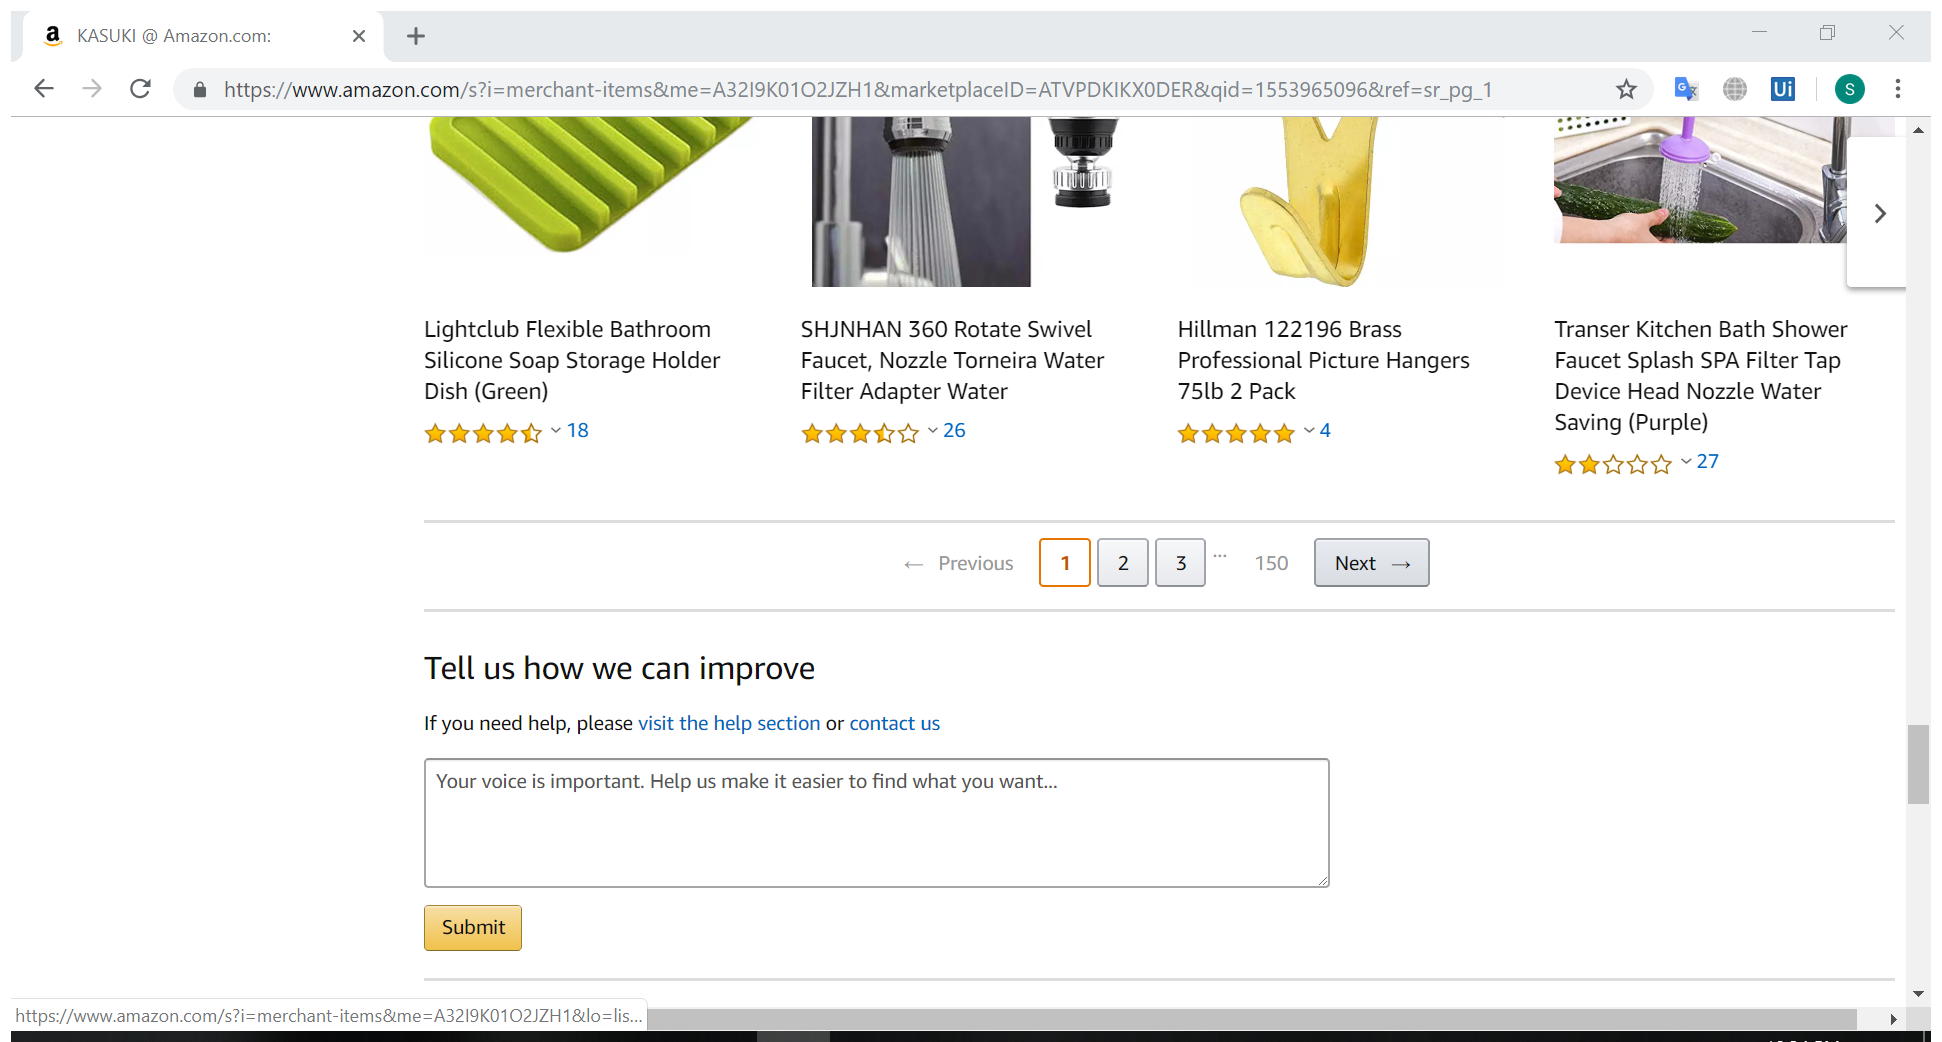 a KASUKI @ Amazon.com:
https://www.amazon.com/s?i=merchant-items&me=A32I9K01O2JZH1&marketplaceID=ATVPDKIKX0DER&qid=1553965096&ref=sr_pg_1
Ui
S
Lightclub Flexible Bathroom
Silicone Soap Storage Holder
Dish (Green)
18
SHJNHAN 360 Rotate Swivel
Faucet, Nozzle Torneira Water
Filter Adapter Water
26
Hillman 122196 Brass
Professional Picture Hangers
75lb 2 Pack
4
Transer Kitchen Bath Shower
Faucet Splash SPA Filter Tap
Device Head Nozzle Water
Saving (Purple)
27
← Previous 1 2 3 ... 150 Next →
Tell us how we can improve
If you need help, please visit the help section or contact us
Your voice is important. Help us make it easier to find what you want...
Submit
https://www.amazon.com/s?i=merchant-items&me=A32I9K01O2JZH1&lo=lis...